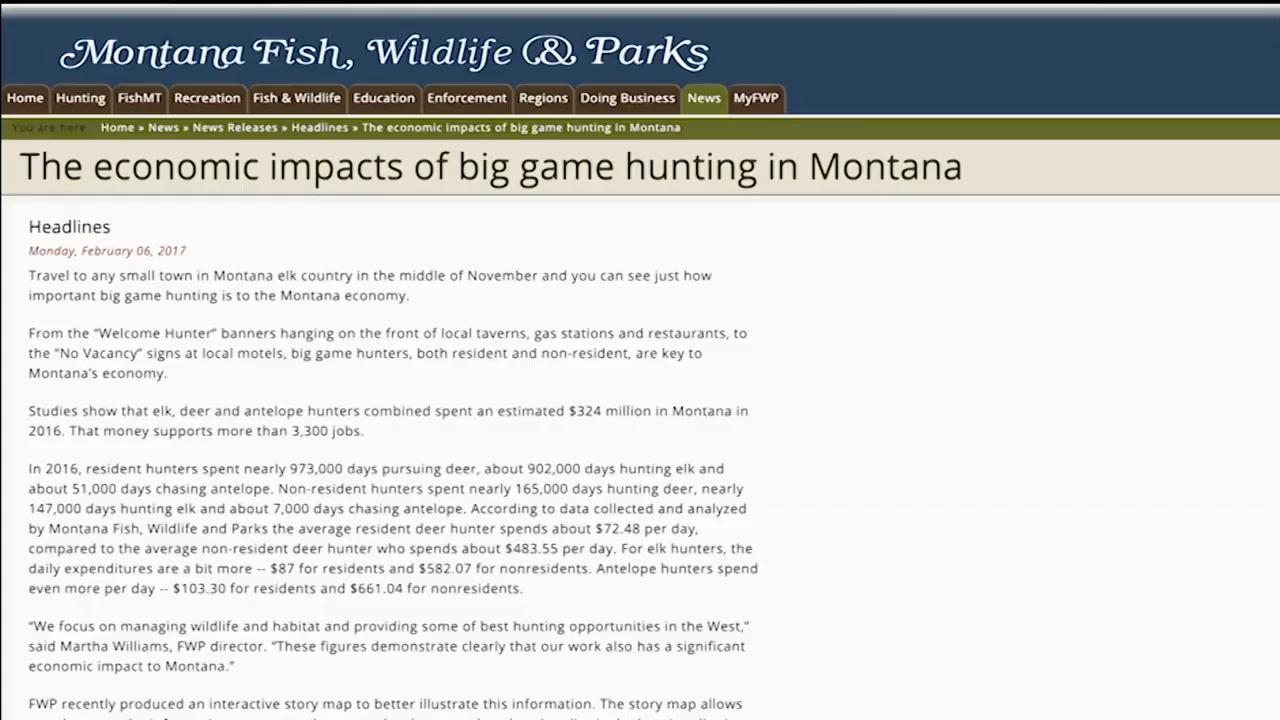 Montana Fish, Wildlife & Parks
Home Hunting FishMT Recreation Fish & Wildlife Education Enforcement Regions Doing Business News MyFWP
You are here: Home » News » News Releases » Headlines » The economic impacts of big game hunting in Montana
The economic impacts of big game hunting in Montana
Headlines
Monday, February 06, 2017
Travel to any small town in Montana elk country in the middle of November and you can see just how
important big game hunting is to the Montana economy.
From the “Welcome Hunter” banners hanging on the front of local taverns, gas stations and restaurants, to
the “No Vacancy” signs at local motels, big game hunters, both resident and non-resident, are key to
Montana’s economy.
Studies show that elk, deer and antelope hunters combined spent an estimated $324 million in Montana in
2016. That money supports more than 3,300 jobs.
In 2016, resident hunters spent nearly 973,000 days pursuing deer, about 902,000 days hunting elk and
about 51,000 days chasing antelope. Non-resident hunters spent nearly 165,000 days hunting deer, nearly
147,000 days hunting elk and about 7,000 days chasing antelope. According to data collected and analyzed
by Montana Fish, Wildlife and Parks the average resident deer hunter spends about $72.48 per day,
compared to the average non-resident deer hunter who spends about $483.55 per day. For elk hunters, the
daily expenditures are a bit more -- $87 for residents and $582.07 for nonresidents. Antelope hunters spend
even more per day -- $103.30 for residents and $661.04 for nonresidents.
“We focus on managing wildlife and habitat and providing some of best hunting opportunities in the West,”
said Martha Williams, FWP director. “These figures demonstrate clearly that our work also has a significant
economic impact to Montana.”
FWP recently produced an interactive story map to better illustrate this information. The story map allows